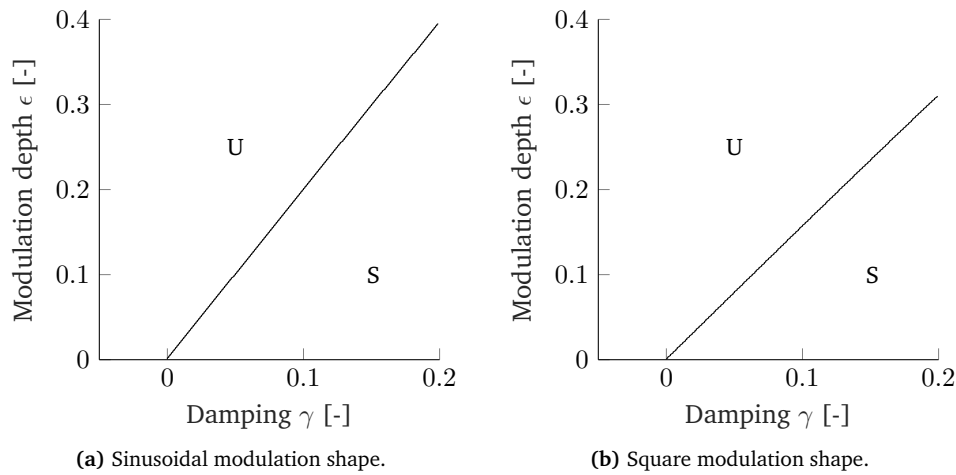 0.4
0.3
0.2
0.1
0
Modulation depth ϵ [-]
U
S
0
0.1
0.2
Damping γ [-]
(a) Sinusoidal modulation shape.
0.4
0.3
0.2
0.1
0
Modulation depth ϵ [-]
U
S
0
0.1
0.2
Damping γ [-]
(b) Square modulation shape.